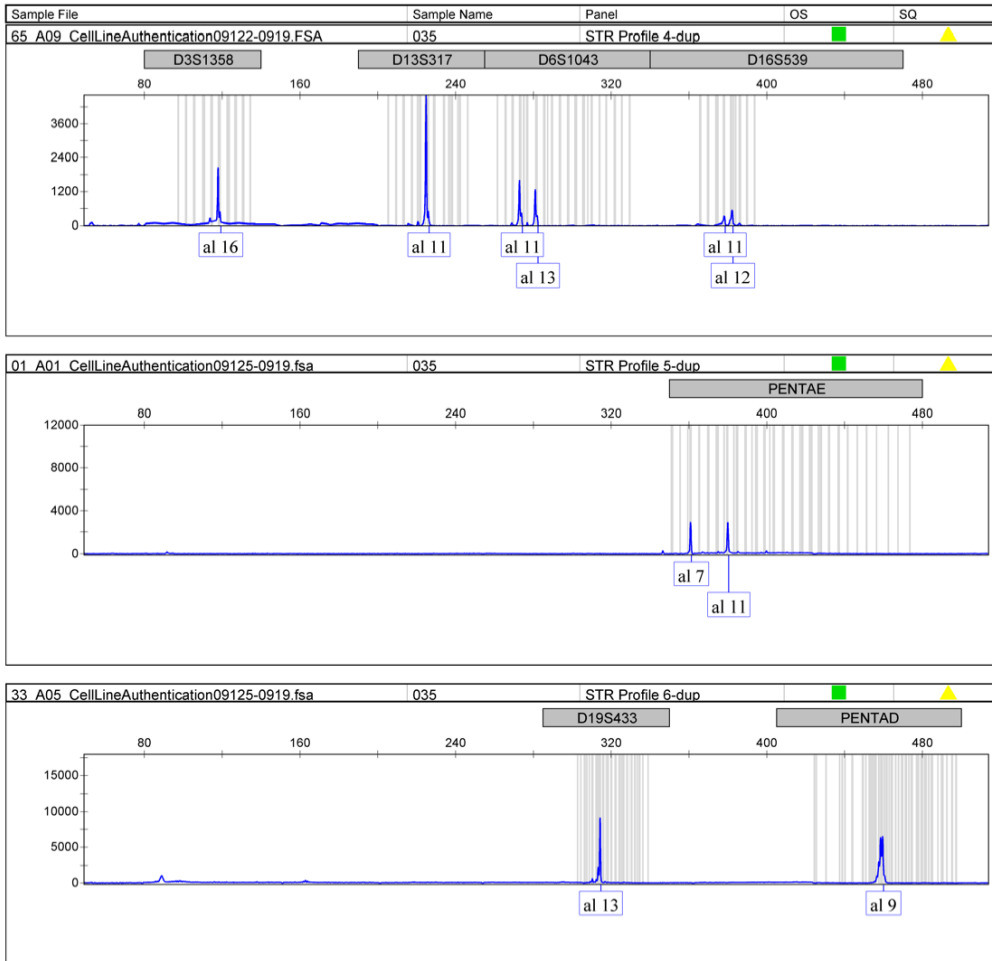 Sample File Sample Name Panel OS SQ
65_A09_CellLineAuthentication09122-0919.FSA 035 STR Profile 4-dup
D3S1358 D13S317 D6S1043 D16S539
80 160 240 320 400 480
3600
2400
1200
0
al 16 al 11 al 11 al 11
al 13 al 12
01_A01_CellLineAuthentication09125-0919.fsa 035 STR Profile 5-dup
PENTAE
80 160 240 320 400 480
12000
8000
4000
0
al 7
al 11
33_A05_CellLineAuthentication09125-0919.fsa 035 STR Profile 6-dup
D19S433 PENTAD
80 160 240 320 400 480
15000
10000
5000
0
al 13 al 9